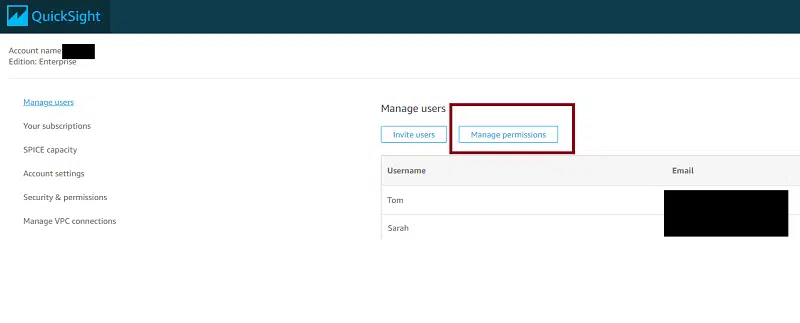 QuickSight
Account name:
Edition: Enterprise
Manage users
Your subscriptions
SPICE capacity
Account settings
Security & permissions
Manage VPC connections
Manage users
Invite users Manage permissions
Username Email
Tom
Sarah